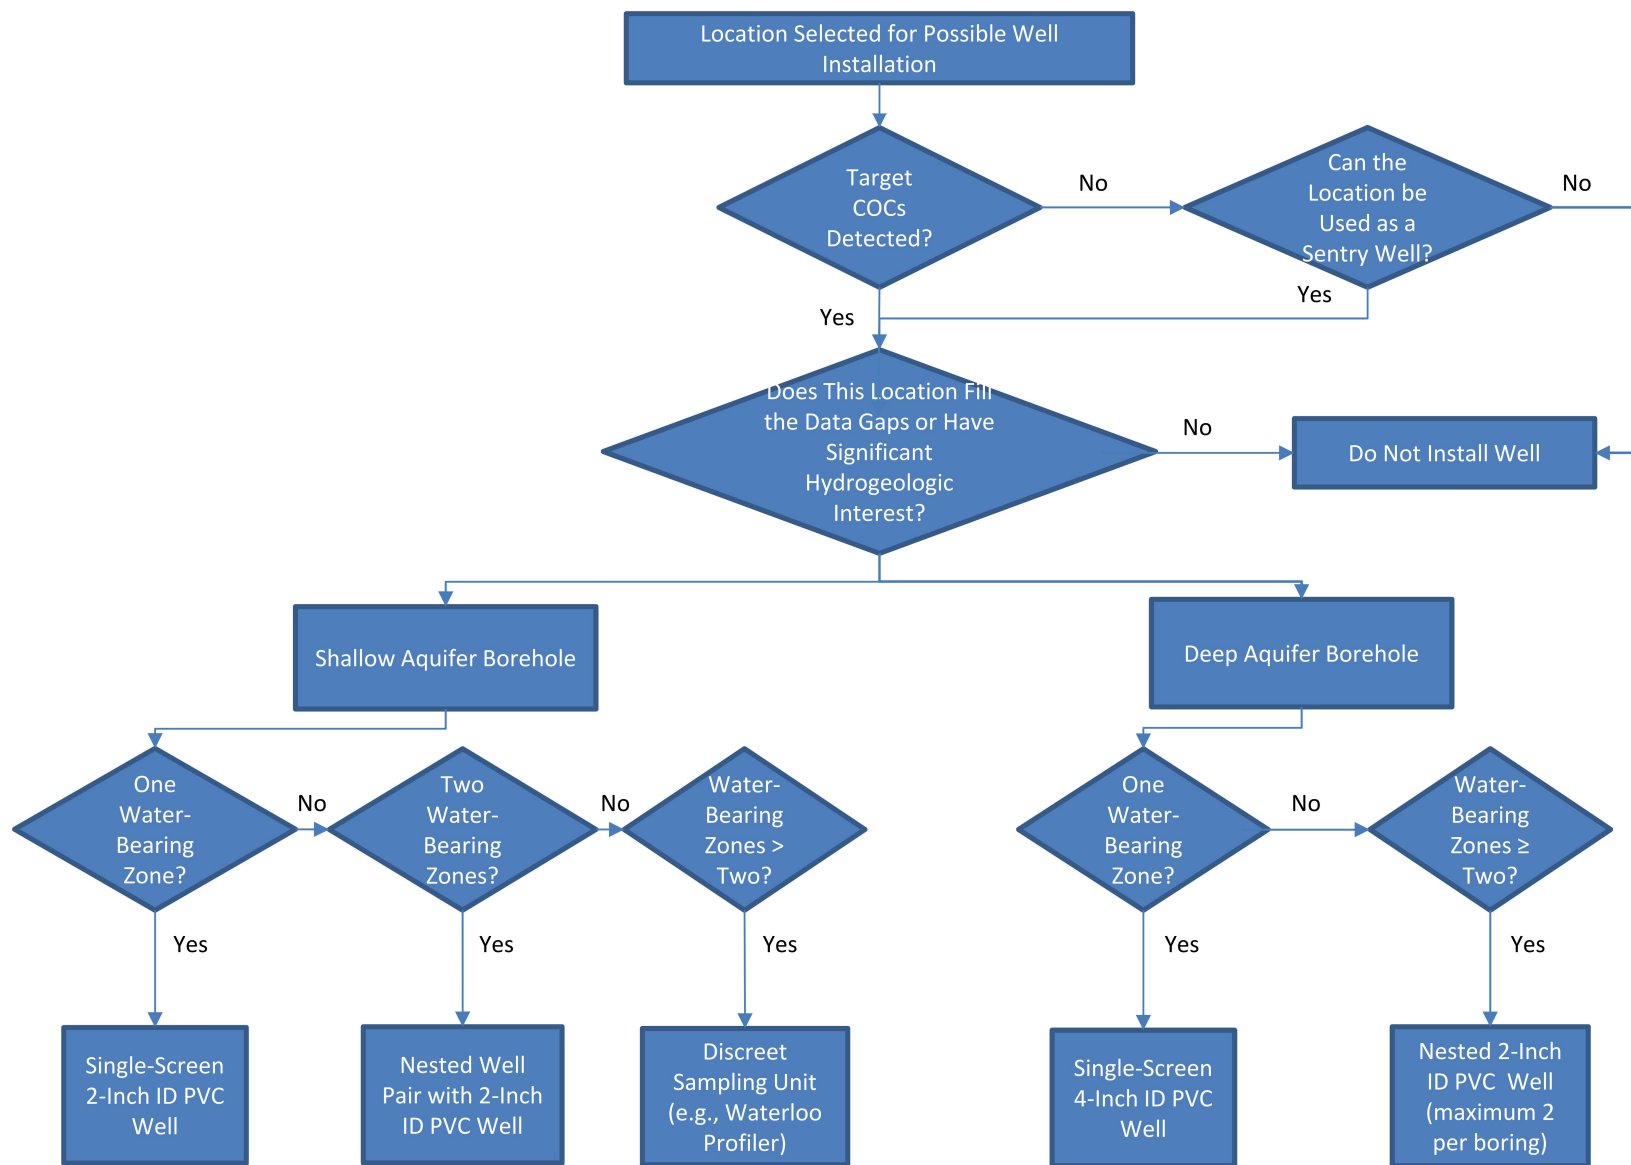 Location Selected for Possible Well
Installation
Target
COCs
Detected?
No
Can the
Location be
Used as a
Sentry Well?
No
Yes
Yes
Does This Location Fill
the Data Gaps or Have
Significant
Hydrogeologic
Interest?
No
Do Not Install Well
Shallow Aquifer Borehole
Deep Aquifer Borehole
One
Water-
Bearing
Zone?
No
Two
Water-
Bearing
Zones?
No
Water-
Bearing
Zones >
Two?
One
Water-
Bearing
Zone?
No
Water-
Bearing
Zones ≥
Two?
Yes
Yes
Yes
Yes
Yes
Single-Screen
2-Inch ID PVC
Well
Nested Well
Pair with 2-Inch
ID PVC Well
Discreet
Sampling Unit
(e.g., Waterloo
Profiler)
Single-Screen
4-Inch ID PVC
Well
Nested 2-Inch
ID PVC Well
(maximum 2
per boring)